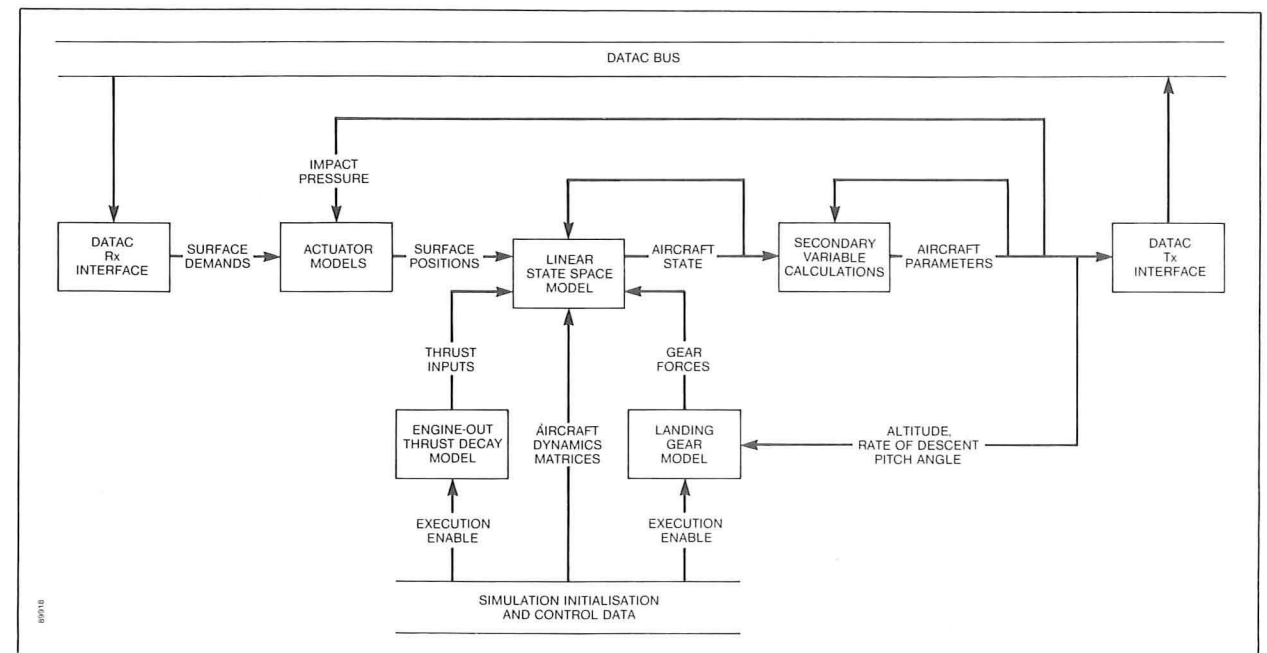 DATAC BUS
IMPACT
PRESSURE
DATAC
Rx
INTERFACE
SURFACE
DEMANDS
ACTUATOR
MODELS
SURFACE
POSITIONS
LINEAR
STATE SPACE
MODEL
AIRCRAFT
STATE
SECONDARY
VARIABLE
CALCULATIONS
AIRCRAFT
PARAMETERS
DATAC
Tx
INTERFACE
THRUST
INPUTS
GEAR
FORCES
ENGINE-OUT
THRUST DECAY
MODEL
AIRCRAFT
DYNAMICS
MATRICES
LANDING
GEAR
MODEL
ALTITUDE,
RATE OF DESCENT
PITCH ANGLE
EXECUTION
ENABLE
EXECUTION
ENABLE
SIMULATION INITIALISATION
AND CONTROL DATA
89918